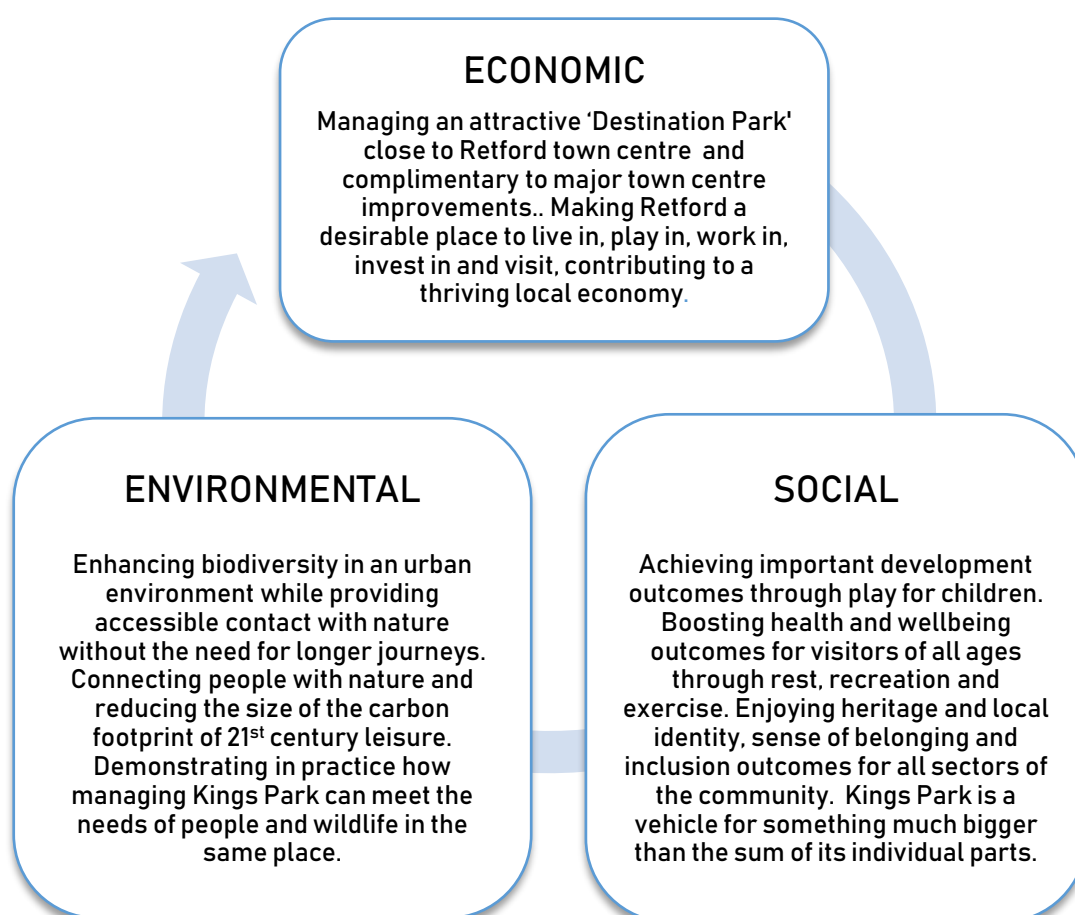 ECONOMIC
Managing an attractive ‘Destination Park'
close to Retford town centre and
complimentary to major town centre
improvements.. Making Retford a
desirable place to live in, play in, work in,
invest in and visit, contributing to a
thriving local economy.
ENVIRONMENTAL
Enhancing biodiversity in an urban
environment while providing
accessible contact with nature
without the need for longer journeys.
Connecting people with nature and
reducing the size of the carbon
footprint of 21st century leisure.
Demonstrating in practice how
managing Kings Park can meet the
needs of people and wildlife in the
same place.
SOCIAL
Achieving important development
outcomes through play for children.
Boosting health and wellbeing
outcomes for visitors of all ages
through rest, recreation and
exercise. Enjoying heritage and local
identity, sense of belonging and
inclusion outcomes for all sectors of
the community. Kings Park is a
vehicle for something much bigger
than the sum of its individual parts.